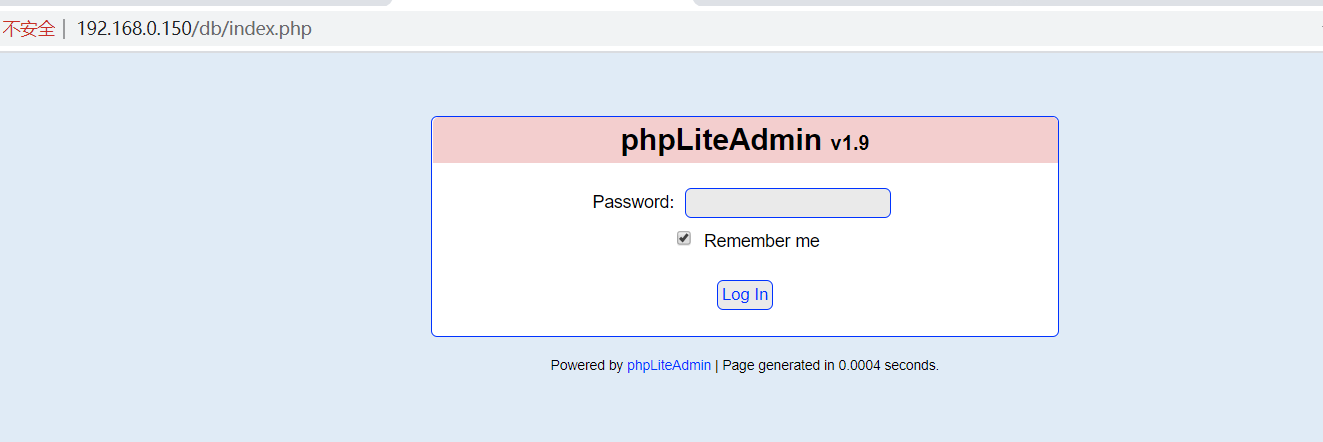 不安全 | 192.168.0.150/db/index.php
phpLiteAdmin v1.9
Password:
Remember me
Log In
Powered by phpLiteAdmin | Page generated in 0.0004 seconds.